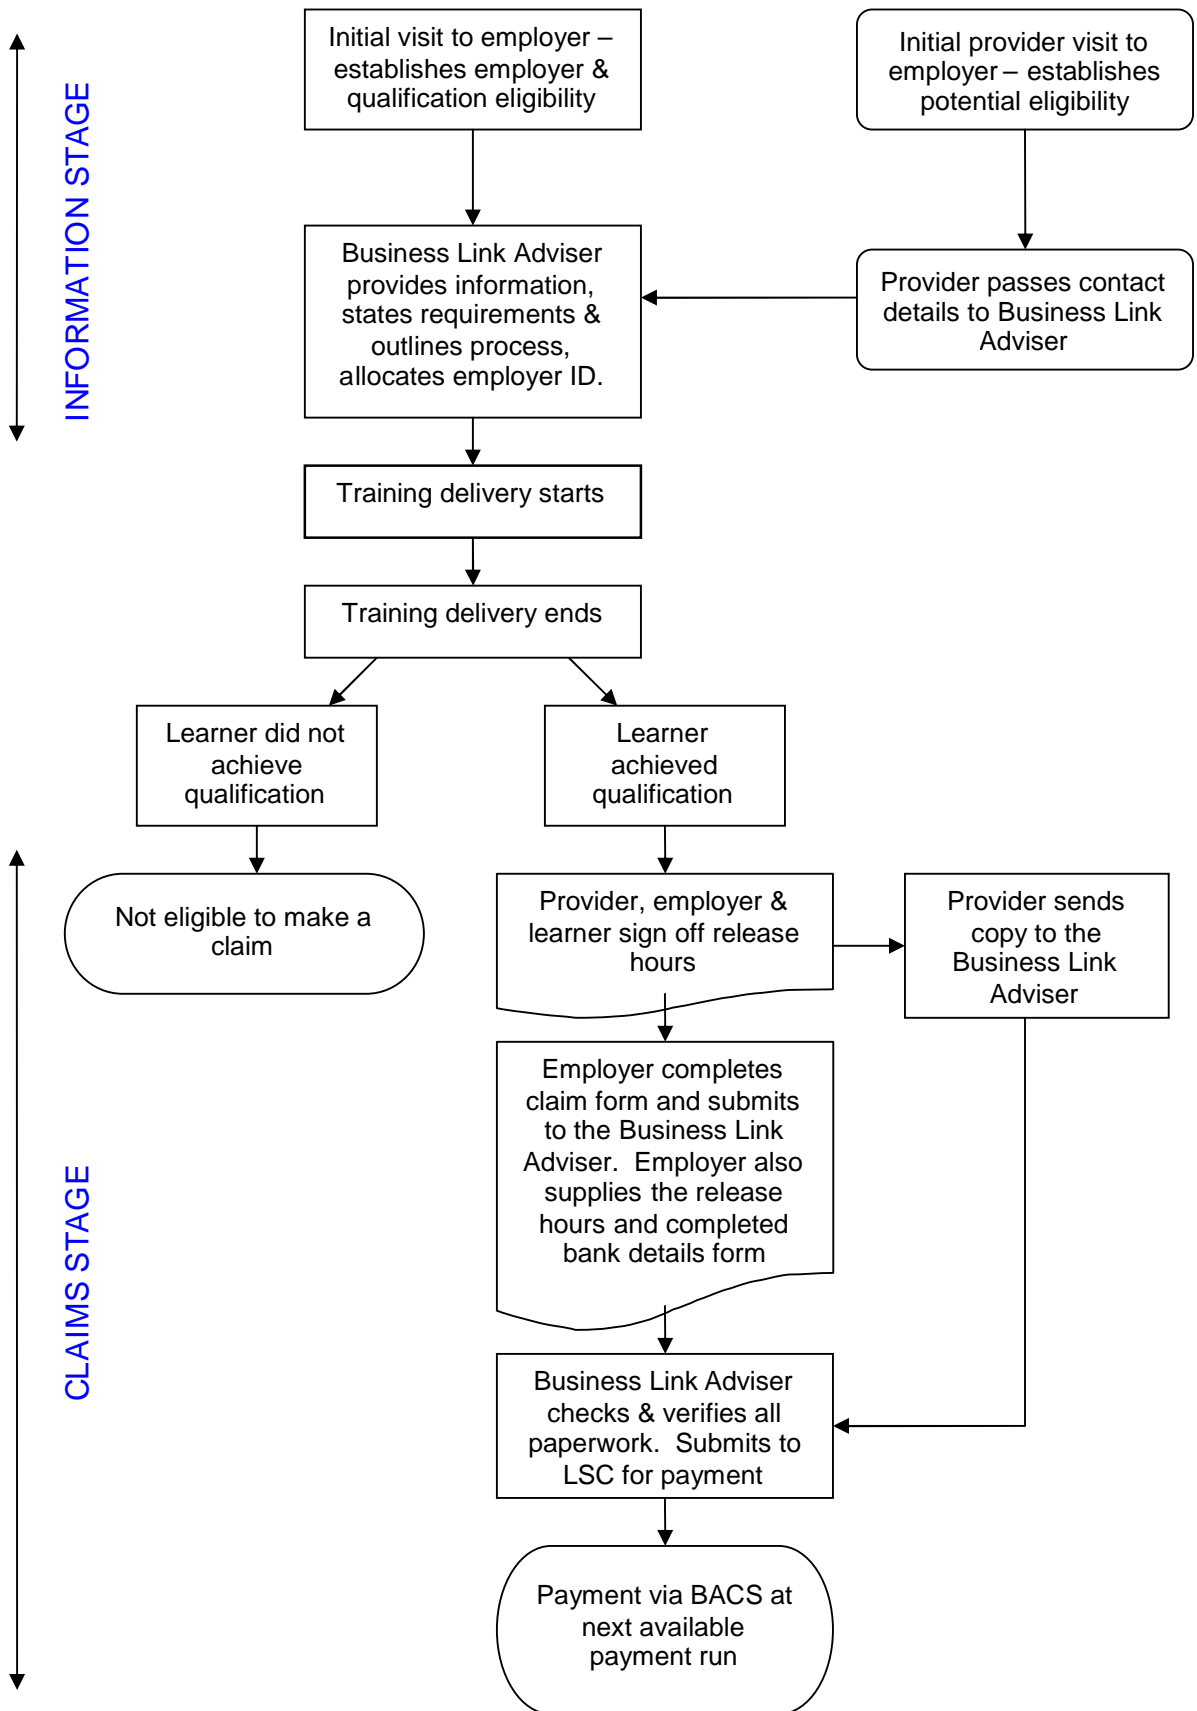 INFORMATION STAGE
Initial visit to employer –
establishes employer &
qualification eligibility
Initial provider visit to
employer – establishes
potential eligibility
Business Link Adviser
provides information,
states requirements &
outlines process,
allocates employer ID.
Provider passes contact
details to Business Link
Adviser
Training delivery starts
Training delivery ends
Learner did not
achieve
qualification
Learner
achieved
qualification
CLAIMS STAGE
Not eligible to make a
claim
Provider, employer &
learner sign off release
hours
Provider sends
copy to the
Business Link
Adviser
Employer completes
claim form and submits
to the Business Link
Adviser.  Employer also
supplies the release
hours and completed
bank details form
Business Link Adviser
checks & verifies all
paperwork.  Submits to
LSC for payment
Payment via BACS at
next available
payment run